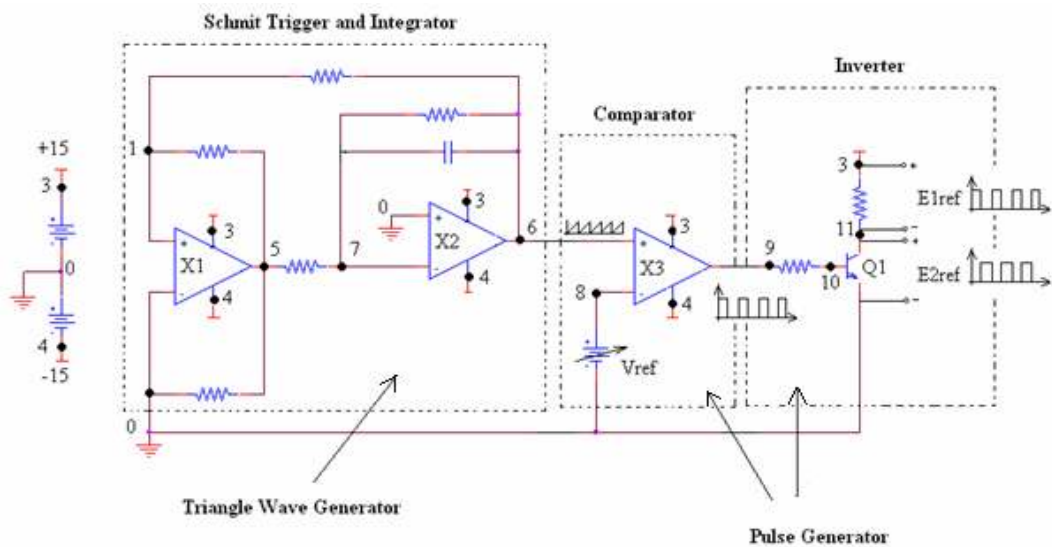 Schmit Trigger and Integrator
Inverter
Comparator
+15
3
0
4
-15
1
+
X1
-
3
4
5
7
0
+
X2
-
3
4
6
+
X3
-
3
4
8
Vref
9
10
Q1
3
11
+
-
+
-
E1ref
E2ref
0
Triangle Wave Generator
Pulse Generator